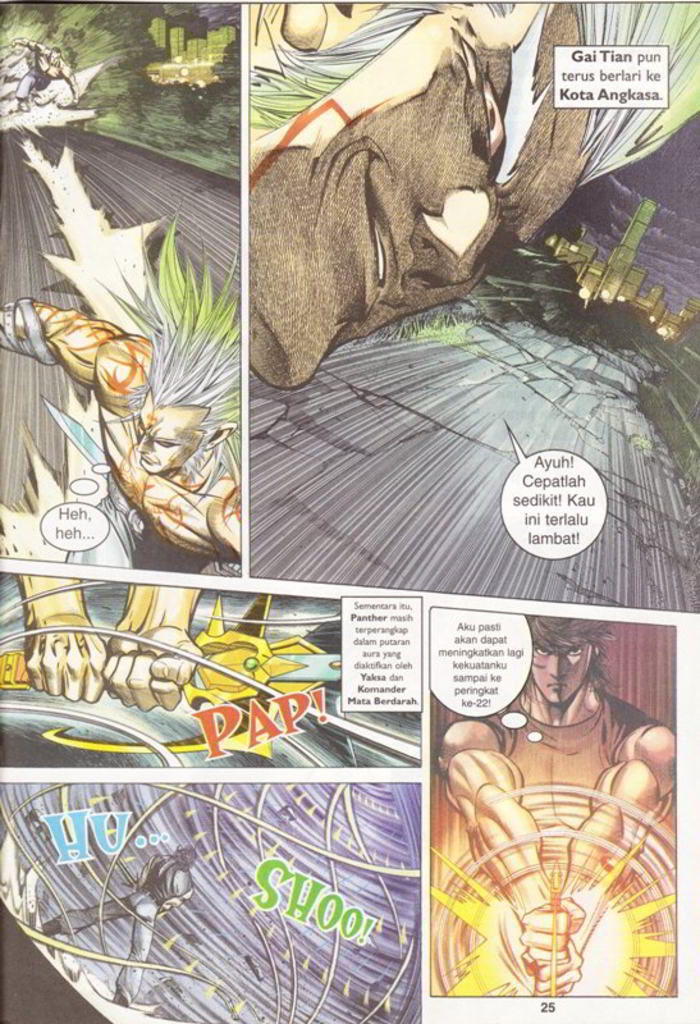 Gai Tian pun
terus berlari ke
Kota Angkasa.
Heh,
heh...
Ayuh!
Cepatlah
sedikit! Kau
ini terlalu
lambat!
Sementara itu,
Panther masih
terperangkap
dalam putaran
aura yang
diaktifkan oleh
Yaksa dan
Komander
Mata Berdarah.
PAP!
Aku pasti
akan dapat
meningkatkan lagi
kekuatanku
sampai ke
peringkat
ke-22!
HU...
SHOO!
25